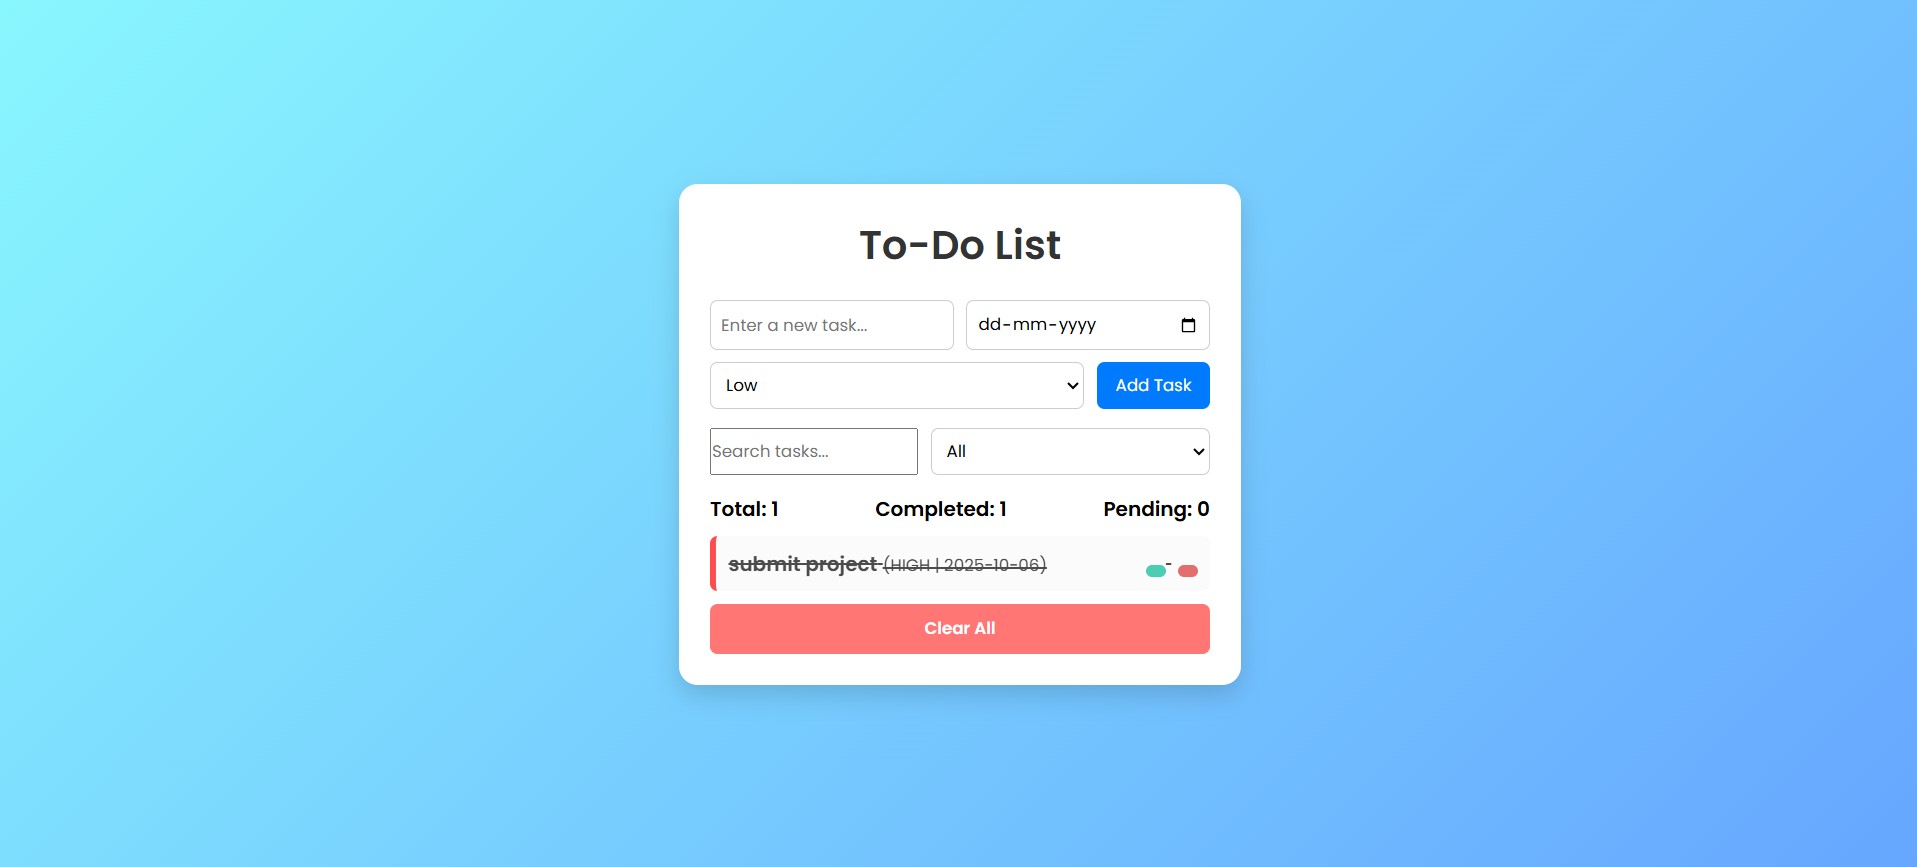 To-Do List
Enter a new task... dd-mm-yyyy
Low Add Task
Search tasks... All
Total: 1 Completed: 1 Pending: 0
submit project (HIGH | 2025-10-06)
Clear All